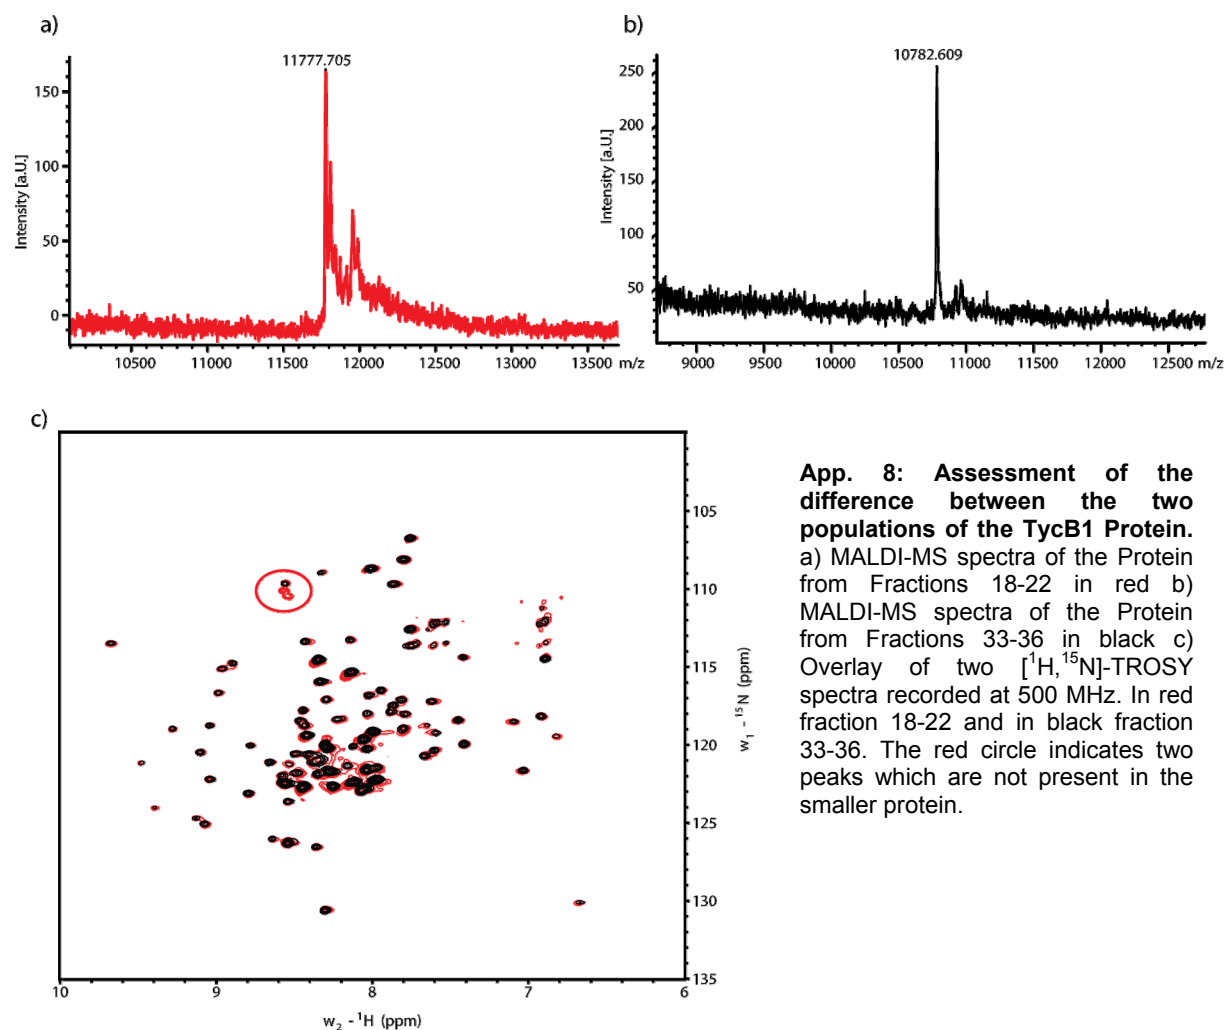 a)
11777.705
Intensity [a.U.]
150
100
50
0
10500 11000 11500 12000 12500 13000 13500 m/z
b)
10782.609
Intensity [a.U.]
250
200
150
100
50
9000 9500 10000 10500 11000 11500 12000 12500 m/z
c)
105
110
115
120
125
130
135
w₁ - ¹⁵N (ppm)
10 9 8 7 6
w₂ - ¹H (ppm)
App. 8: Assessment of the
difference between the two
populations of the TycB1 Protein.
a) MALDI-MS spectra of the Protein
from Fractions 18-22 in red b)
MALDI-MS spectra of the Protein
from Fractions 33-36 in black c)
Overlay of two [¹H,¹⁵N]-TROSY
spectra recorded at 500 MHz. In red
fraction 18-22 and in black fraction
33-36. The red circle indicates two
peaks which are not present in the
smaller protein.